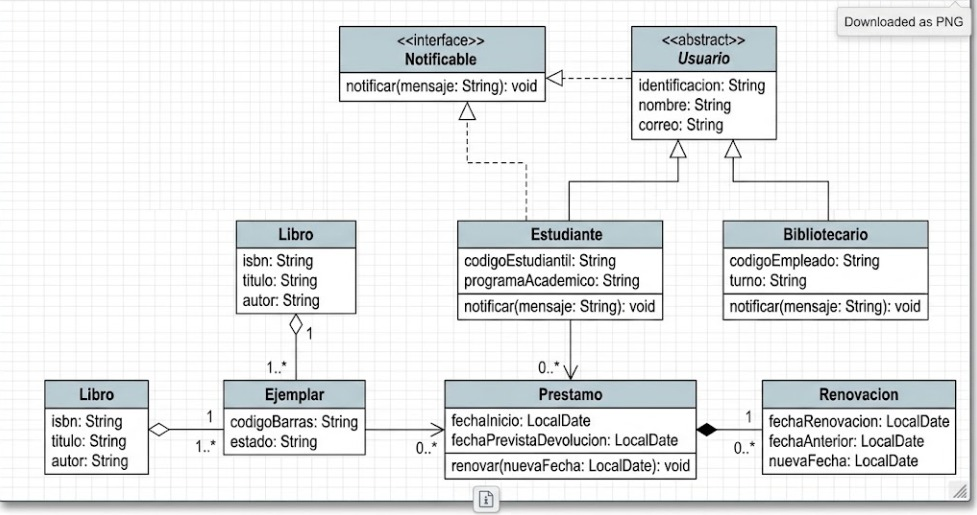 Downloaded as PNG
<<interface>>
Notificable
notificar(mensaje: String): void
<<abstract>>
Usuario
identificacion: String
nombre: String
correo: String
Libro
isbn: String
titulo: String
autor: String
1
1..*
Estudiante
codigoEstudiantil: String
programaAcademico: String
notificar(mensaje: String): void
Bibliotecario
codigoEmpleado: String
turno: String
notificar(mensaje: String): void
0..*
Libro
isbn: String
titulo: String
autor: String
1
1..*
Ejemplar
codigoBarras: String
estado: String
0..*
Prestamo
fechaInicio: LocalDate
fechaPrevistaDevolucion: LocalDate
renovar(nuevaFecha: LocalDate): void
1
0..*
Renovacion
fechaRenovacion: LocalDate
fechaAnterior: LocalDate
nuevaFecha: LocalDate